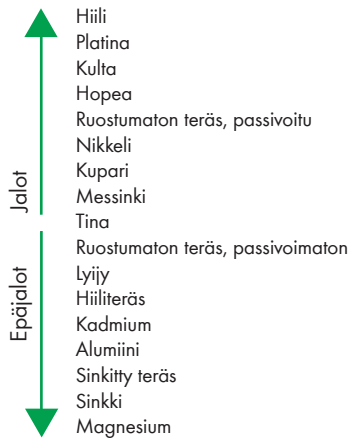 Hiili
Platina
Kulta
Hopea
Ruostumaton teräs, passivoitu
Nikkeli
Kupari
Messinki
Tina
Ruostumaton teräs, passivoimaton
Lyijy
Hiiliteräs
Kadmium
Alumiini
Sinkitty teräs
Sinkki
Magnesium
Jalot
Epäjalot